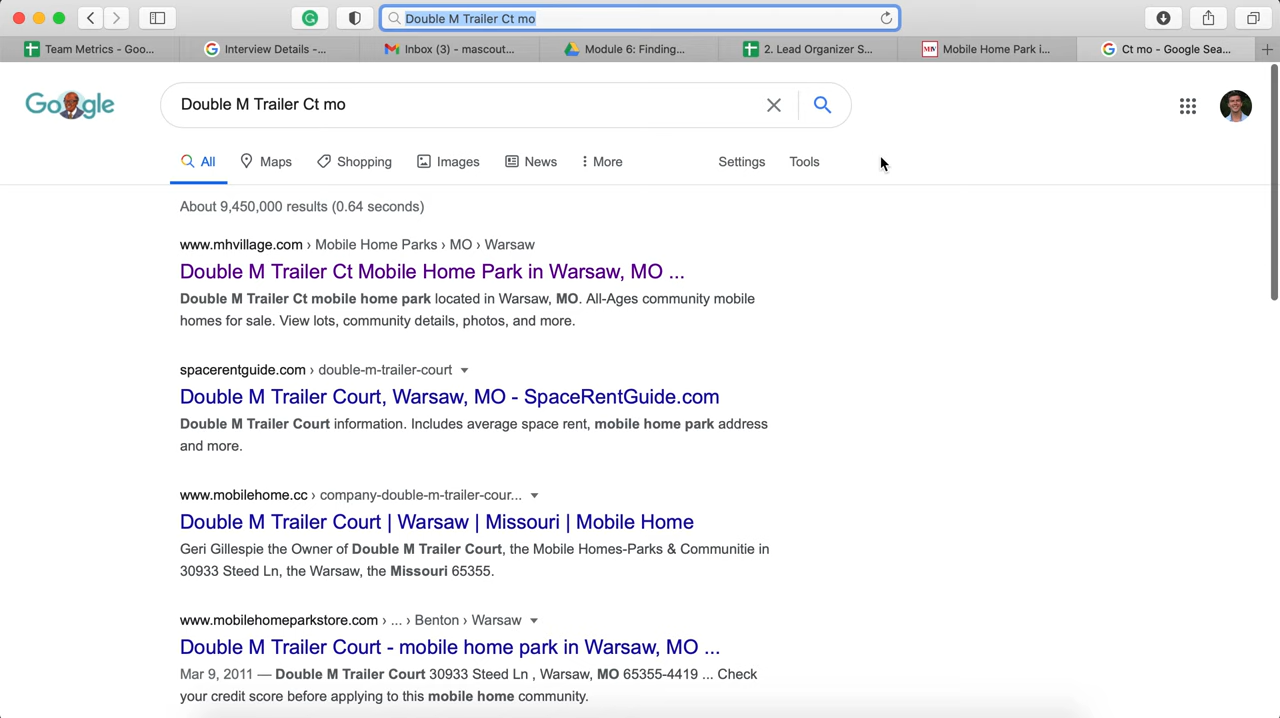 Double M Trailer Ct mo
Team Metrics - Goo...
Interview Details -...
Inbox (3) - mascout...
Module 6: Finding...
2. Lead Organizer S...
Mobile Home Park i...
Ct mo - Google Sea...
Google
Double M Trailer Ct mo
All
Maps
Shopping
Images
News
More
Settings
Tools
About 9,450,000 results (0.64 seconds)
www.mhvillage.com › Mobile Home Parks › MO › Warsaw
Double M Trailer Ct Mobile Home Park in Warsaw, MO ...
Double M Trailer Ct mobile home park located in Warsaw, MO. All-Ages community mobile
homes for sale. View lots, community details, photos, and more.
spacerentguide.com › double-m-trailer-court
Double M Trailer Court, Warsaw, MO - SpaceRentGuide.com
Double M Trailer Court information. Includes average space rent, mobile home park address
and more.
www.mobilehome.cc › company-double-m-trailer-cour...
Double M Trailer Court | Warsaw | Missouri | Mobile Home
Geri Gillespie the Owner of Double M Trailer Court, the Mobile Homes-Parks & Communitie in
30933 Steed Ln, the Warsaw, the Missouri 65355.
www.mobilehomeparkstore.com › ... › Benton › Warsaw
Double M Trailer Court - mobile home park in Warsaw, MO ...
Mar 9, 2011 — Double M Trailer Court 30933 Steed Ln , Warsaw, MO 65355-4419 ... Check
your credit score before applying to this mobile home community.